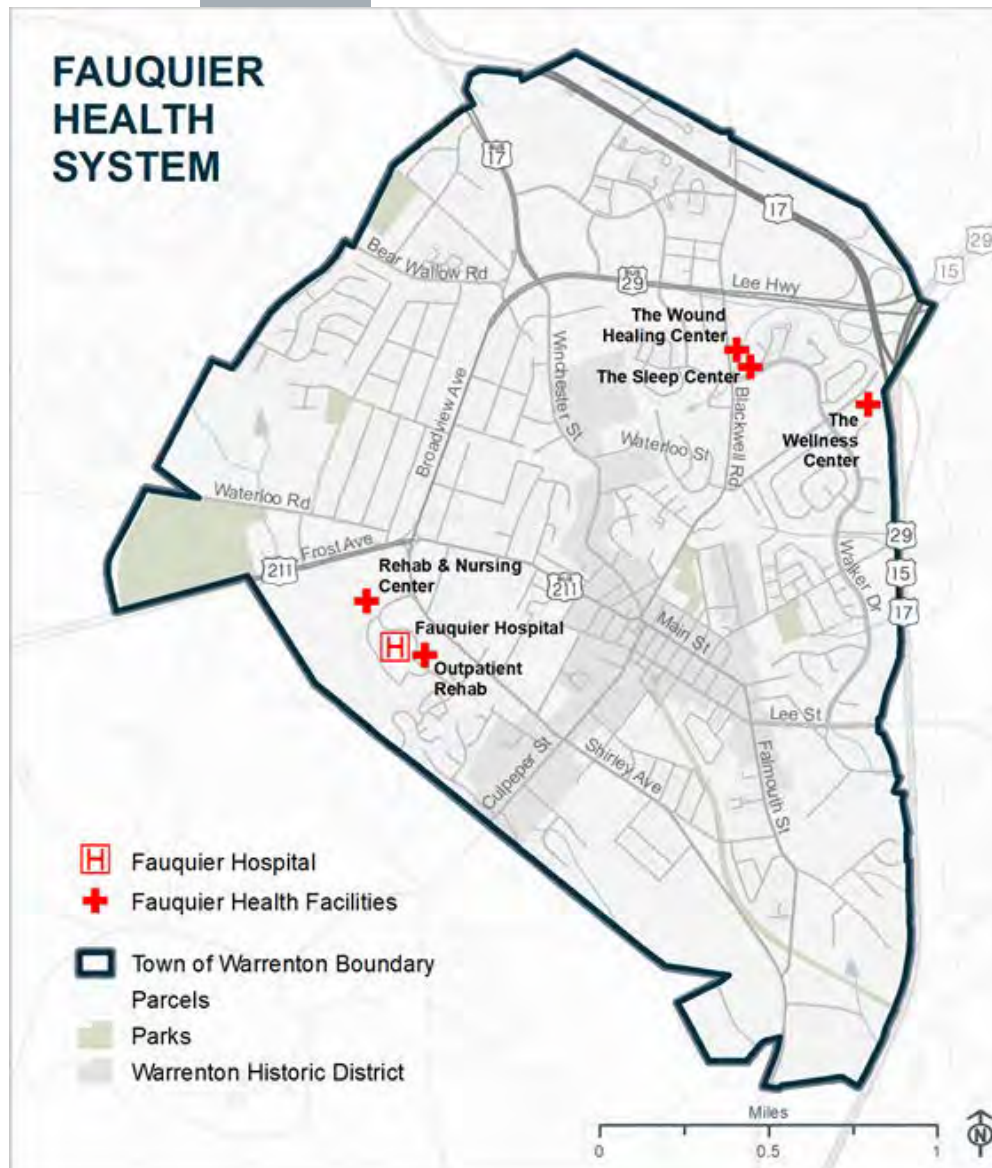 FAUQUIER
HEALTH
SYSTEM
BUS
17
17
29
15
Bear Wallow Rd
BUS
29
Lee Hwy
The Wound
Healing Center
The Sleep Center
Winchester St
Broadview Ave
Blackwell Rd
The
Wellness
Center
Waterloo St
Waterloo Rd
Frost Ave
211
29
15
17
Rehab & Nursing
Center
BUS
211
Walker Dr
Fauquier Hospital
Main St
H
Outpatient
Rehab
Lee St
Culpeper St
Shirley Ave
Falmouth St
H Fauquier Hospital
Fauquier Health Facilities
Town of Warrenton Boundary
Parcels
Parks
Warrenton Historic District
Miles
0 0.5 1
N